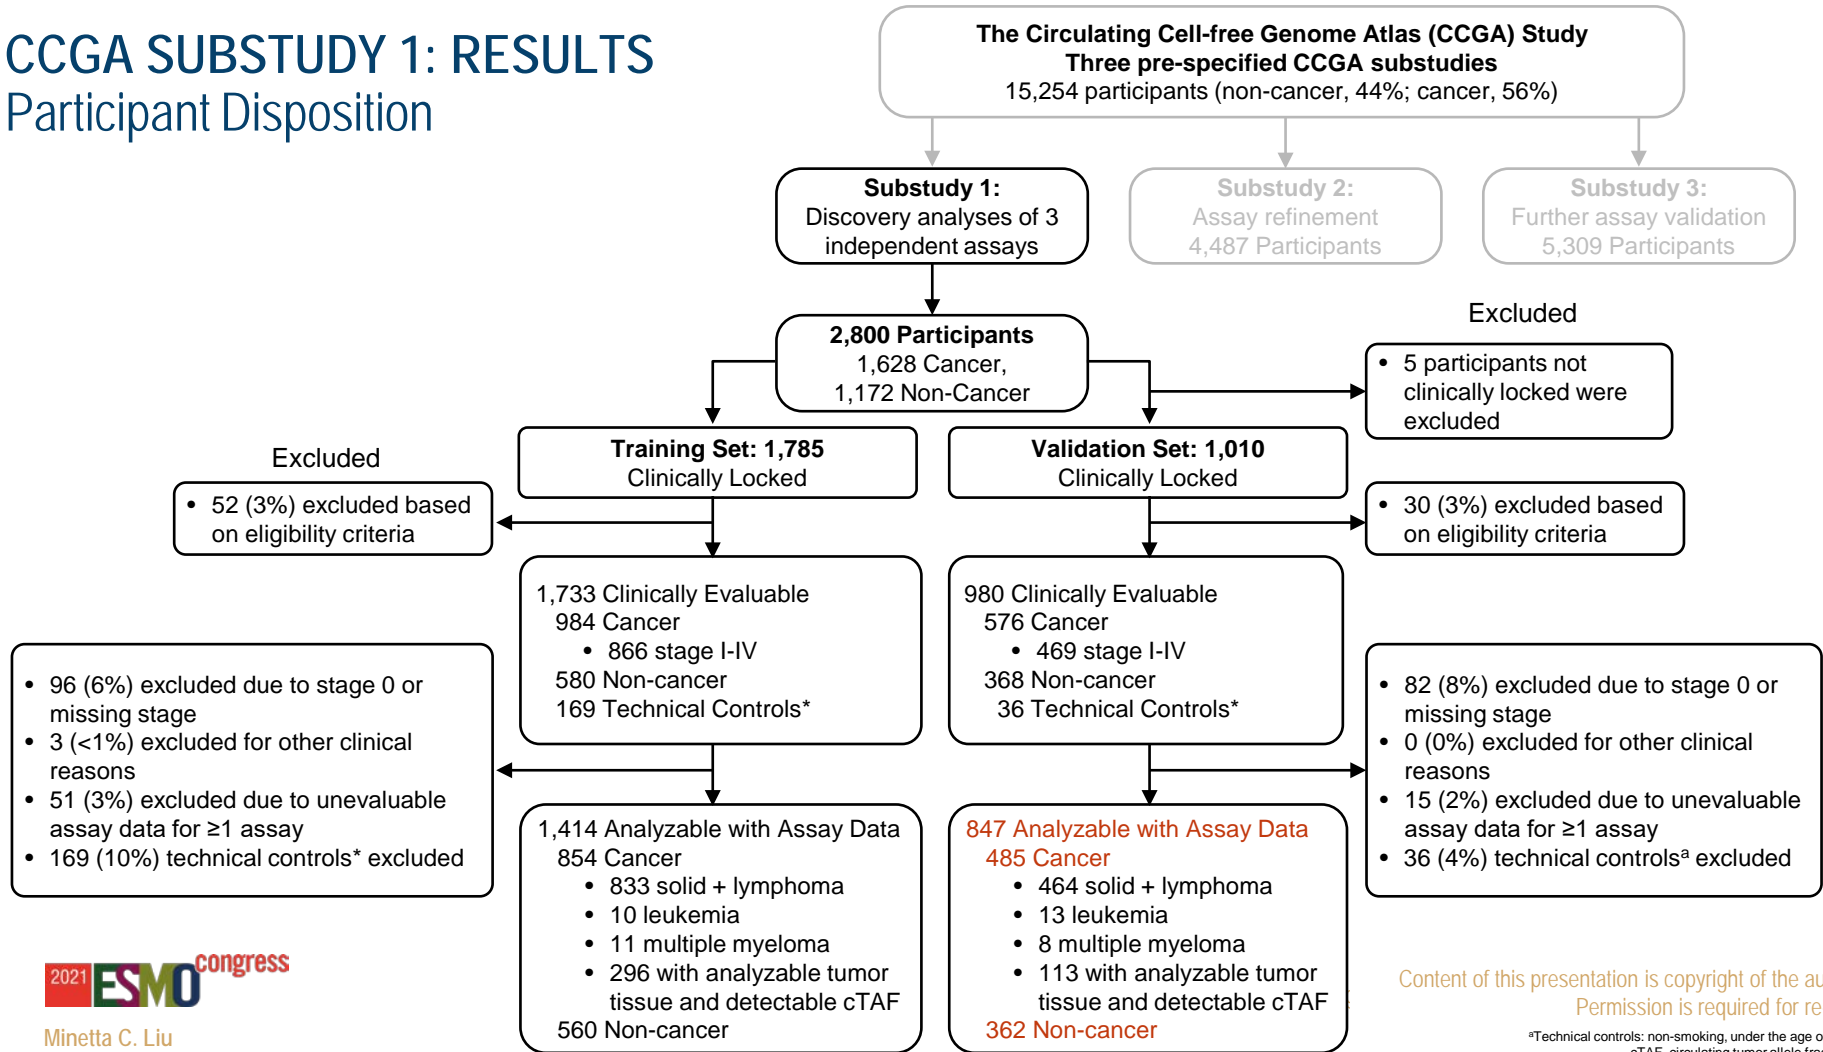 CCGA SUBSTUDY 1: RESULTS
Participant Disposition
The Circulating Cell-free Genome Atlas (CCGA) Study
Three pre-specified CCGA substudies
15,254 participants (non-cancer, 44%; cancer, 56%)
Substudy 1:
Discovery analyses of 3
independent assays
Substudy 2:
Assay refinement
4,487 Participants
Substudy 3:
Further assay validation
5,309 Participants
2,800 Participants
1,628 Cancer,
1,172 Non-Cancer
Excluded
• 5 participants not
clinically locked were
excluded
Training Set: 1,785
Clinically Locked
Validation Set: 1,010
Clinically Locked
Excluded
• 52 (3%) excluded based
on eligibility criteria
• 30 (3%) excluded based
on eligibility criteria
1,733 Clinically Evaluable
984 Cancer
• 866 stage I-IV
580 Non-cancer
169 Technical Controls*
980 Clinically Evaluable
576 Cancer
• 469 stage I-IV
368 Non-cancer
36 Technical Controls*
• 96 (6%) excluded due to stage 0 or
missing stage
• 3 (<1%) excluded for other clinical
reasons
• 51 (3%) excluded due to unevaluable
assay data for ≥1 assay
• 169 (10%) technical controls* excluded
• 82 (8%) excluded due to stage 0 or
missing stage
• 0 (0%) excluded for other clinical
reasons
• 15 (2%) excluded due to unevaluable
assay data for ≥1 assay
• 36 (4%) technical controlsᵃ excluded
1,414 Analyzable with Assay Data
854 Cancer
• 833 solid + lymphoma
• 10 leukemia
• 11 multiple myeloma
• 296 with analyzable tumor
tissue and detectable cTAF
560 Non-cancer
847 Analyzable with Assay Data
485 Cancer
• 464 solid + lymphoma
• 13 leukemia
• 8 multiple myeloma
• 113 with analyzable tumor
tissue and detectable cTAF
362 Non-cancer
2021 ESMO congress
Minetta C. Liu
Content of this presentation is copyright of the
Permission is required for
ᵃTechnical controls: non-smoking, under the age
cTAF, circulating tumor allele